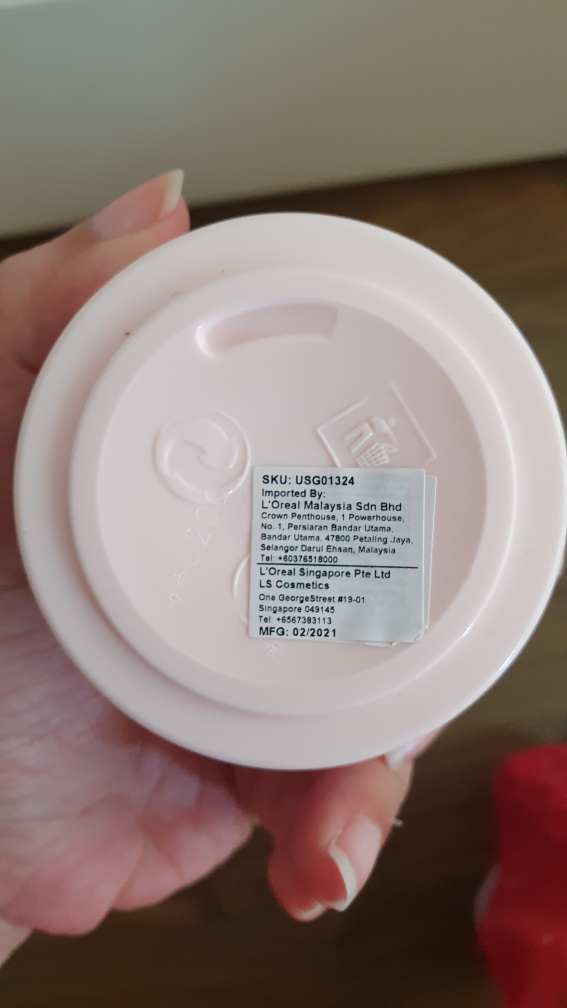 SKU: USG01324
Imported By:
L'Oreal Malaysia Sdn Bhd
Crown Penthouse, 1 Powerhouse,
No. 1, Persiaran Bandar Utama,
Bandar Utama, 47800 Petaling Jaya,
Selangor Darul Ehsan, Malaysia
Tel: +60376518000
L'Oreal Singapore Pte Ltd
LS Cosmetics
One GeorgeStreet #19-01
Singapore 049145
Tel: +6567383113
MFG: 02/2021